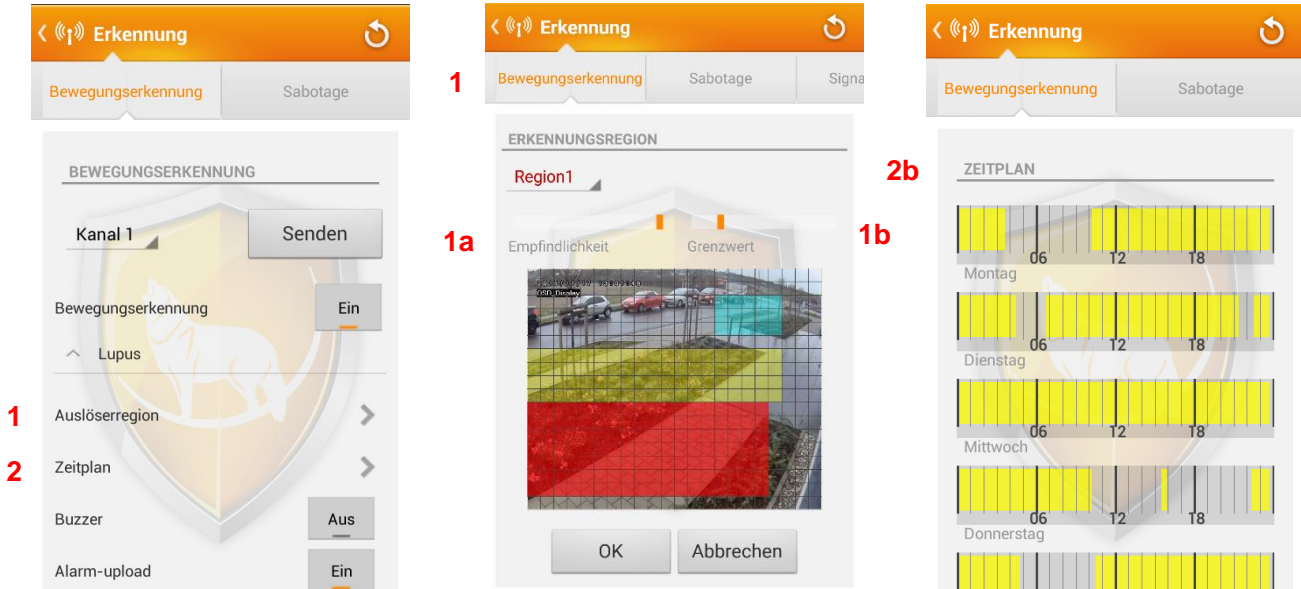 Erkennung
Bewegungserkennung Sabotage
BEWEGUNGSERKENNUNG
Kanal 1 Senden
Bewegungserkennung Ein
Lupus
1 Auslöserregion
2 Zeitplan
Buzzer Aus
Alarm-upload Ein
Erkennung
1 Bewegungserkennung Sabotage Signa
ERKENNUNGSREGION
Region1
1a Empfindlichkeit Grenzwert 1b
OSD_Display
OK Abbrechen
Erkennung
Bewegungserkennung Sabotage
2b ZEITPLAN
06 12 18
Montag
06 12 18
Dienstag
06 12 18
Mittwoch
06 12 18
Donnerstag